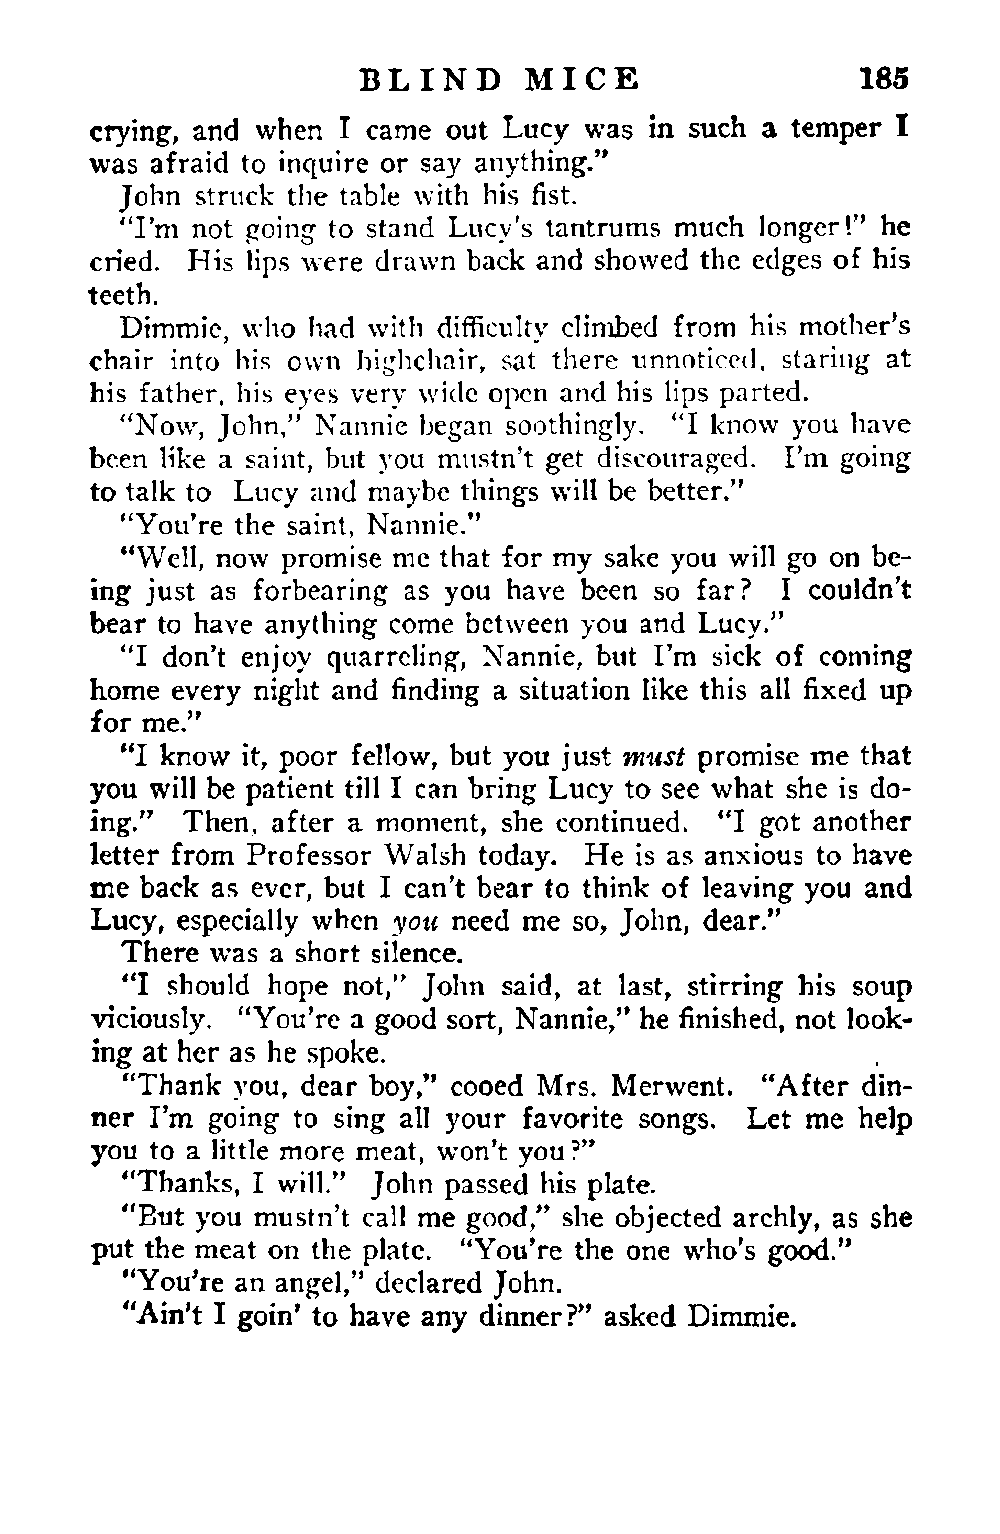 BLIND MICE 185
crying, and when I came out Lucy was in such a temper I
was afraid to inquire or say anything."
John struck the table with his fist.
"I'm not going to stand Lucy's tantrums much longer!" he
cried. His lips were drawn back and showed the edges of his
teeth.
Dimmie, who had with difficulty climbed from his mother's
chair into his own highchair, sat there unnoticed, staring at
his father, his eyes very wide open and his lips parted.
"Now, John," Nannie began soothingly. "I know you have
been like a saint, but you mustn't get discouraged. I'm going
to talk to Lucy and maybe things will be better."
"You're the saint, Nannie."
"Well, now promise me that for my sake you will go on be-
ing just as forbearing as you have been so far? I couldn't
bear to have anything come between you and Lucy."
"I don't enjoy quarreling, Nannie, but I'm sick of coming
home every night and finding a situation like this all fixed up
for me."
"I know it, poor fellow, but you just must promise me that
you will be patient till I can bring Lucy to see what she is do-
ing." Then, after a moment, she continued. "I got another
letter from Professor Walsh today. He is as anxious to have
me back as ever, but I can't bear to think of leaving you and
Lucy, especially when you need me so, John, dear."
There was a short silence.
"I should hope not," John said, at last, stirring his soup
viciously. "You're a good sort, Nannie," he finished, not look-
ing at her as he spoke.
"Thank you, dear boy," cooed Mrs. Merwent. "After din-
ner I'm going to sing all your favorite songs. Let me help
you to a little more meat, won't you?"
"Thanks, I will." John passed his plate.
"But you mustn't call me good," she objected archly, as she
put the meat on the plate. "You're the one who's good."
"You're an angel," declared John.
"Ain't I goin' to have any dinner?" asked Dimmie.